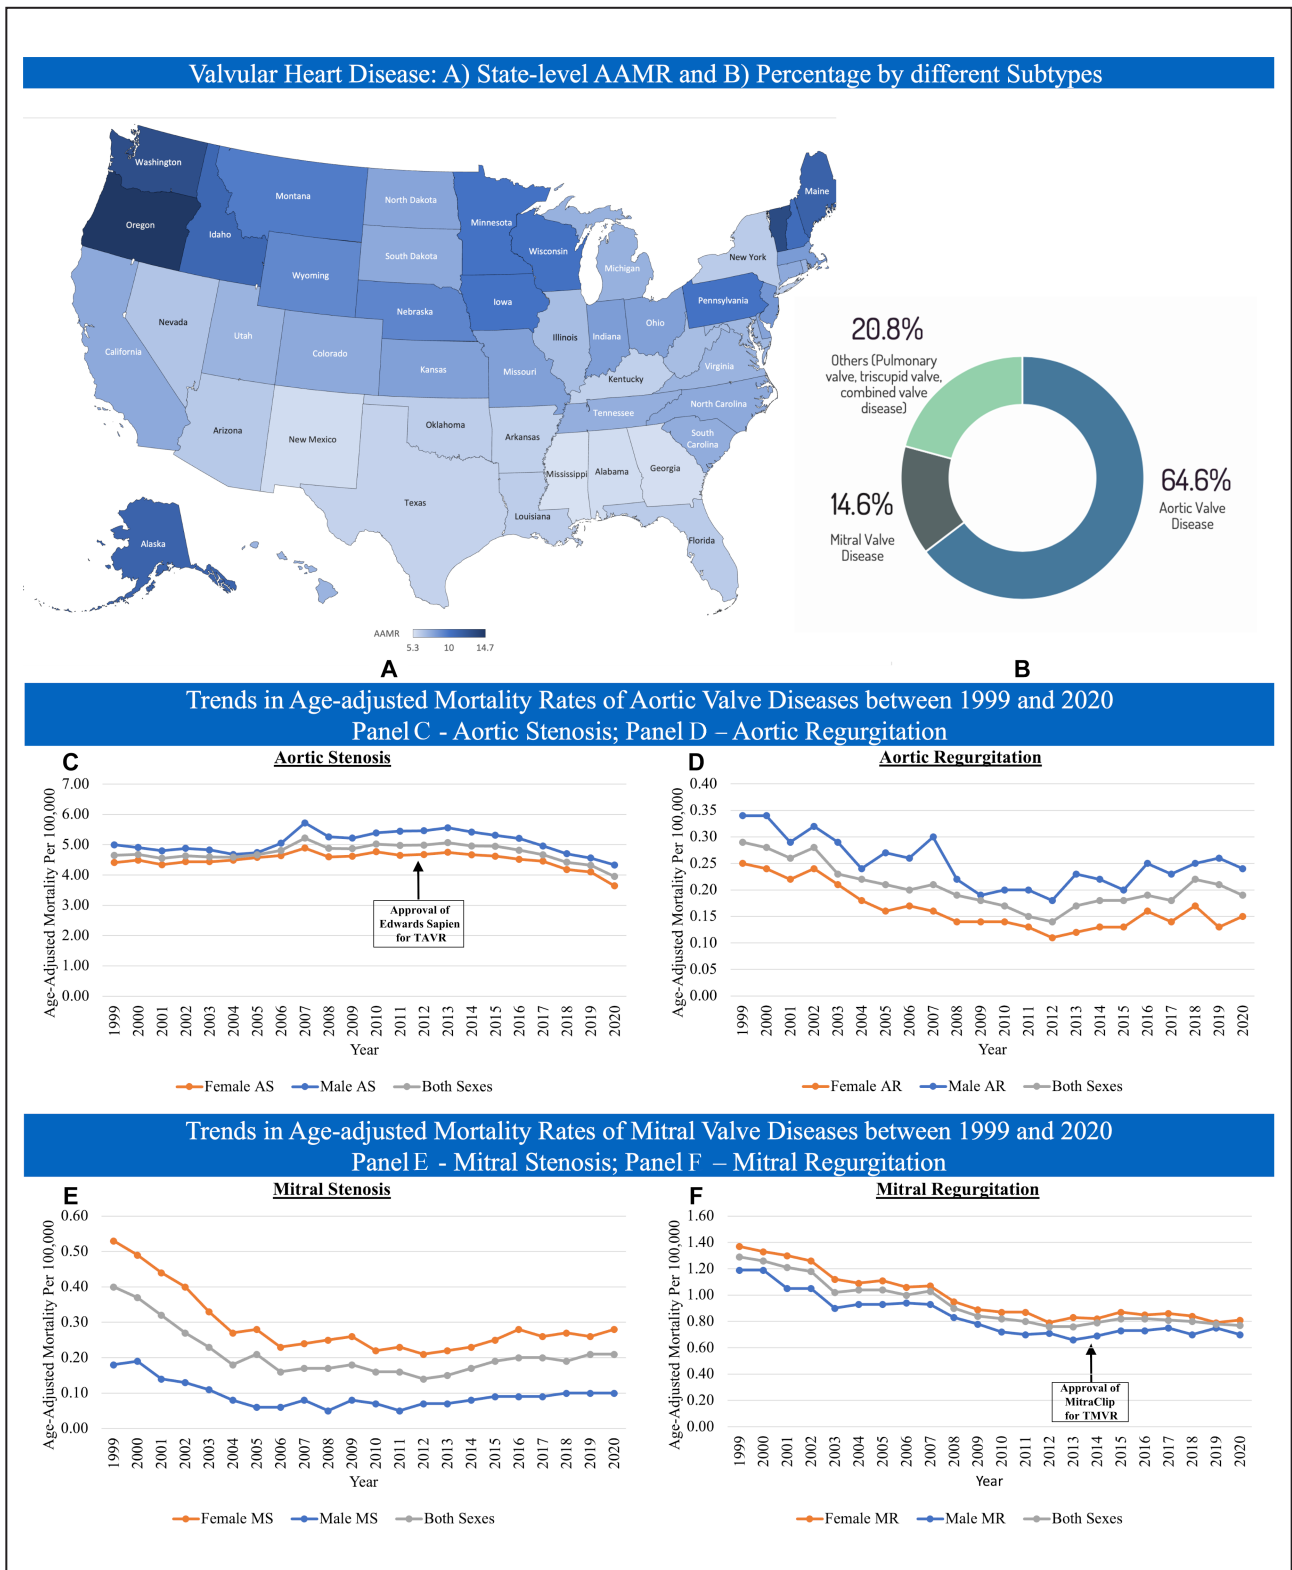 Valvular Heart Disease: A) State-level AAMR and B) Percentage by different Subtypes
Washington
Oregon
Idaho
Montana
North Dakota
South Dakota
Minnesota
Wisconsin
Michigan
Wyoming
Nebraska
Iowa
Nevada
Utah
Colorado
Kansas
California
Illinois
Indiana
Ohio
Pennsylvania
New York
Maine
Missouri
Kentucky
Virginia
Tennessee
North Carolina
South
Carolina
Arizona
New Mexico
Oklahoma
Arkansas
Texas
Louisiana
Mississippi
Alabama
Georgia
Florida
Alaska
AAMR
5.3 10 14.7
A
20.8%
Others (Pulmonary
valve, triscupid valve,
combined valve
disease)
14.6%
Mitral Valve
Disease
64.6%
Aortic Valve
Disease
B
Trends in Age-adjusted Mortality Rates of Aortic Valve Diseases between 1999 and 2020
Panel C - Aortic Stenosis; Panel D – Aortic Regurgitation
C
Aortic Stenosis
Age-Adjusted Mortality Per 100,000
7.00
6.00
5.00
4.00
3.00
2.00
1.00
0.00
Approval of
Edwards Sapien
for TAVR
1999 2000 2001 2002 2003 2004 2005 2006 2007 2008 2009 2010 2011 2012 2013 2014 2015 2016 2017 2018 2019 2020
Year
Female AS Male AS Both Sexes
D
Aortic Regurgitation
Age-Adjusted Mortality Per 100,000
0.40
0.35
0.30
0.25
0.20
0.15
0.10
0.05
0.00
1999 2000 2001 2002 2003 2004 2005 2006 2007 2008 2009 2010 2011 2012 2013 2014 2015 2016 2017 2018 2019 2020
Year
Female AR Male AR Both Sexes
Trends in Age-adjusted Mortality Rates of Mitral Valve Diseases between 1999 and 2020
Panel E - Mitral Stenosis; Panel F – Mitral Regurgitation
E
Mitral Stenosis
Age-Adjusted Mortality Per 100,000
0.60
0.50
0.40
0.30
0.20
0.10
0.00
1999 2000 2001 2002 2003 2004 2005 2006 2007 2008 2009 2010 2011 2012 2013 2014 2015 2016 2017 2018 2019 2020
Year
Female MS Male MS Both Sexes
F
Mitral Regurgitation
Age-Adjusted Mortality Per 100,000
1.60
1.40
1.20
1.00
0.80
0.60
0.40
0.20
0.00
Approval of
MitraClip
for TMVR
1999 2000 2001 2002 2003 2004 2005 2006 2007 2008 2009 2010 2011 2012 2013 2014 2015 2016 2017 2018 2019 2020
Year
Female MR Male MR Both Sexes